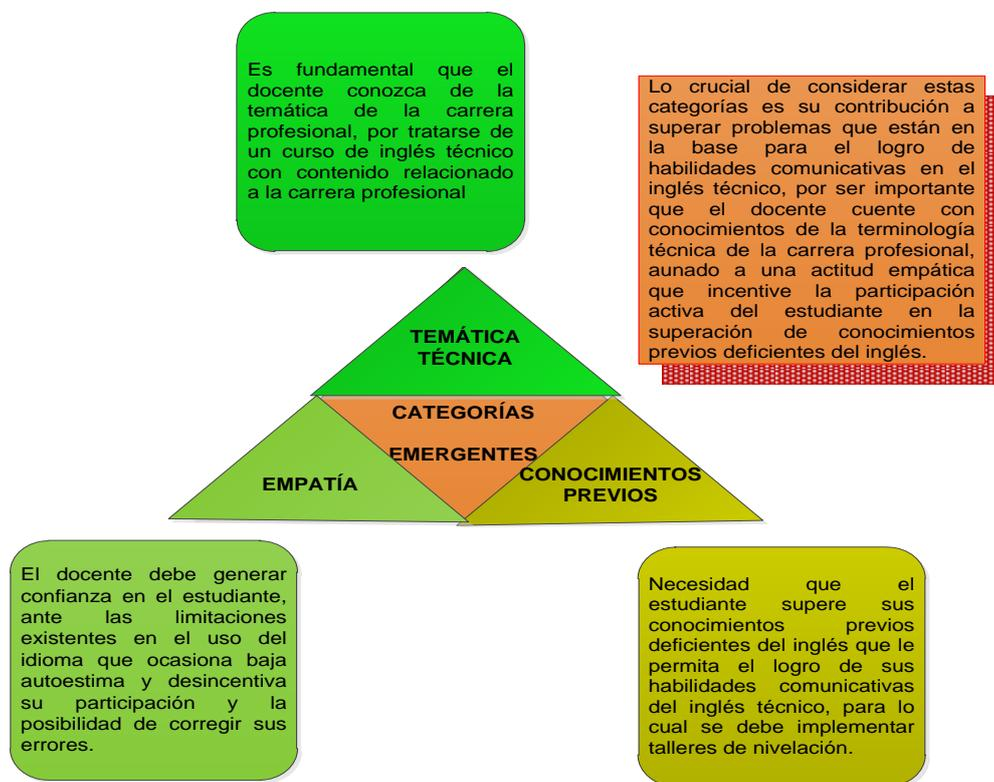 Es fundamental que el
docente conozca de la
temática de la carrera
profesional, por tratarse de
un curso de inglés técnico
con contenido relacionado
a la carrera profesional
Lo crucial de considerar estas
categorías es su contribución a
superar problemas que están en
la base para el logro de
habilidades comunicativas en el
inglés técnico, por ser importante
que el docente cuente con
conocimientos de la terminología
técnica de la carrera profesional,
aunado a una actitud empática
que incentive la participación
activa del estudiante en la
superación de conocimientos
previos deficientes del inglés.
TEMÁTICA
TÉCNICA
CATEGORÍAS
EMERGENTES
EMPATÍA
CONOCIMIENTOS
PREVIOS
El docente debe generar
confianza en el estudiante,
ante las limitaciones
existentes en el uso del
idioma que ocasiona baja
autoestima y desincentiva
su participación y la
posibilidad de corregir sus
errores.
Necesidad que el
estudiante supere sus
conocimientos previos
deficientes del inglés que le
permita el logro de sus
habilidades comunicativas
del inglés técnico, para lo
cual se debe implementar
talleres de nivelación.